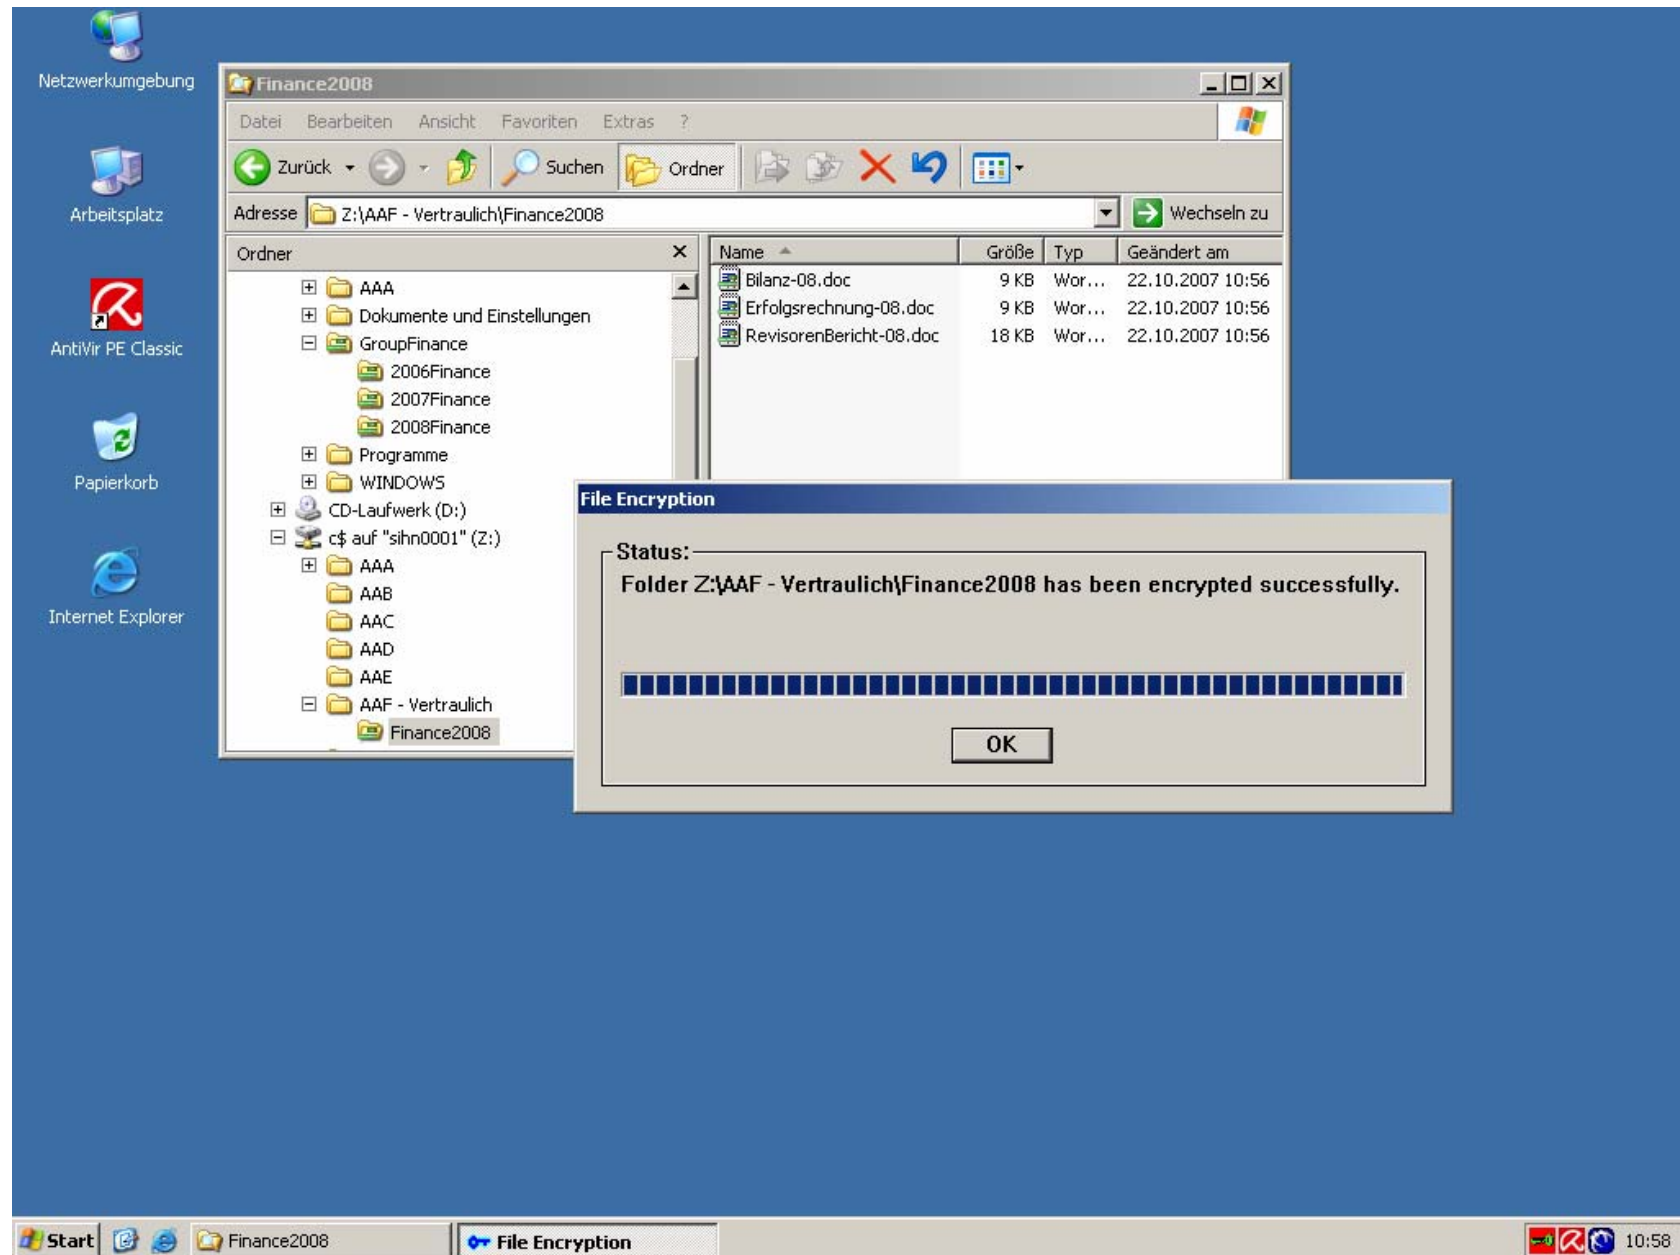 Netzwerkumgebung
Arbeitsplatz
AntiVir PE Classic
Papierkorb
Internet Explorer
Finance2008
Datei Bearbeiten Ansicht Favoriten Extras ?
Zurück Suchen Ordner
Adresse Z:\AAF - Vertraulich\Finance2008 Wechseln zu
Ordner
AAA
Dokumente und Einstellungen
GroupFinance
2006Finance
2007Finance
2008Finance
Programme
WINDOWS
CD-Laufwerk (D:)
c$ auf "sihn0001" (Z:)
AAA
AAB
AAC
AAD
AAE
AAF - Vertraulich
Finance2008
Name Größe Typ Geändert am
Bilanz-08.doc 9 KB Wor... 22.10.2007 10:56
Erfolgsrechnung-08.doc 9 KB Wor... 22.10.2007 10:56
RevisorenBericht-08.doc 18 KB Wor... 22.10.2007 10:56
File Encryption
Status:
Folder Z:\AAF - Vertraulich\Finance2008 has been encrypted successfully.
OK
Start Finance2008 File Encryption 10:58